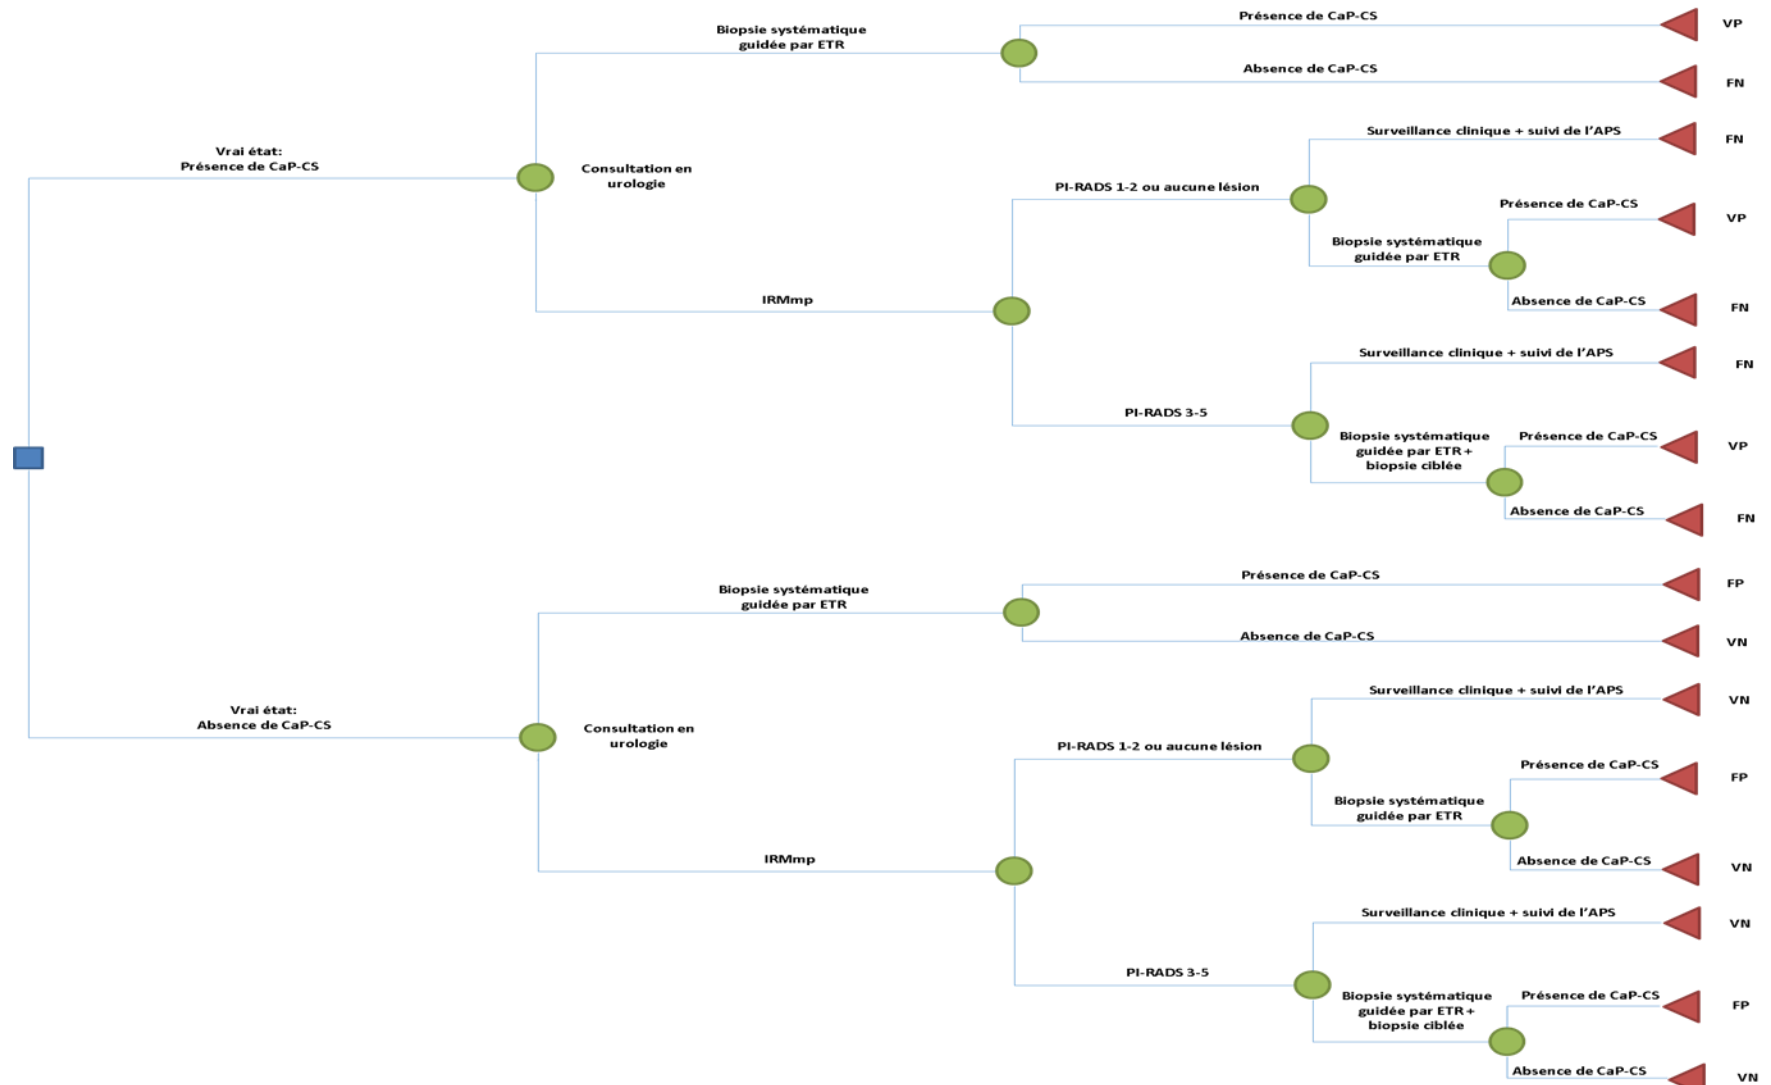 Présence de CaP-CS
VP
Biopsie systématique
guidée par ETR
Absence de CaP-CS
FN
Surveillance clinique + suivi de l’APS
FN
Vrai état:
Présence de CaP-CS
Consultation en
urologie
PI-RADS 1-2 ou aucune lésion
Présence de CaP-CS
VP
Biopsie systématique
guidée par ETR
IRMmp
Absence de CaP-CS
FN
Surveillance clinique + suivi de l’APS
FN
PI-RADS 3-5
Biopsie systématique
guidée par ETR +
biopsie ciblée
Présence de CaP-CS
VP
Absence de CaP-CS
FN
Présence de CaP-CS
FP
Biopsie systématique
guidée par ETR
Absence de CaP-CS
VN
Surveillance clinique + suivi de l’APS
VN
Vrai état:
Absence de CaP-CS
Consultation en
urologie
PI-RADS 1-2 ou aucune lésion
Présence de CaP-CS
FP
Biopsie systématique
guidée par ETR
IRMmp
Absence de CaP-CS
VN
Surveillance clinique + suivi de l’APS
VN
PI-RADS 3-5
Biopsie systématique
guidée par ETR +
biopsie ciblée
Présence de CaP-CS
FP
Absence de CaP-CS
VN